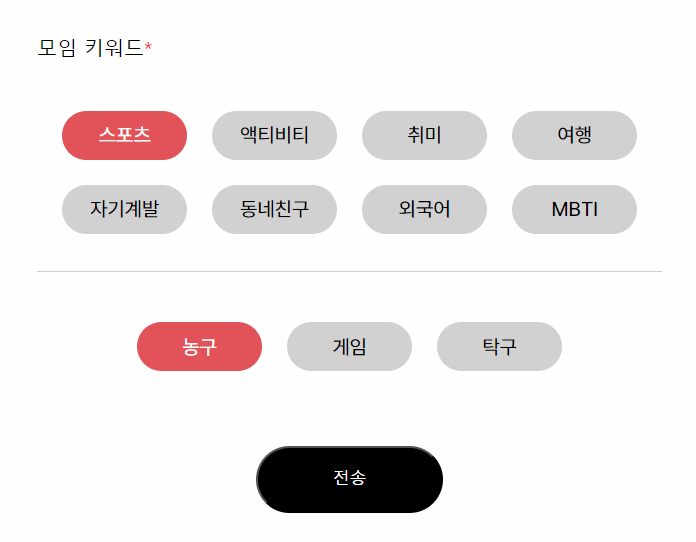 모임 키워드*
스포츠 액티비티 취미 여행
자기계발 동네친구 외국어 MBTI
농구 게임 탁구
전송